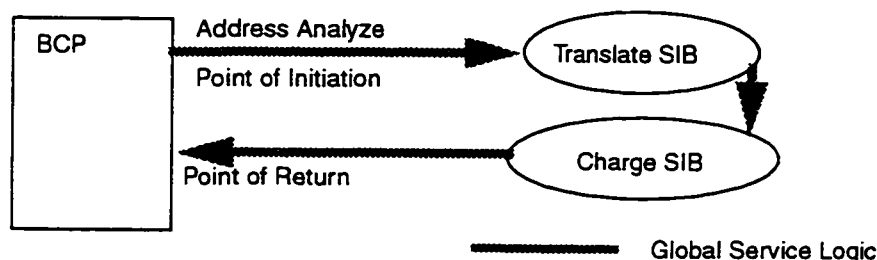 BCP
Address Analyze
Point of Initiation
Translate SIB
Charge SIB
Point of Return
Global Service Logic